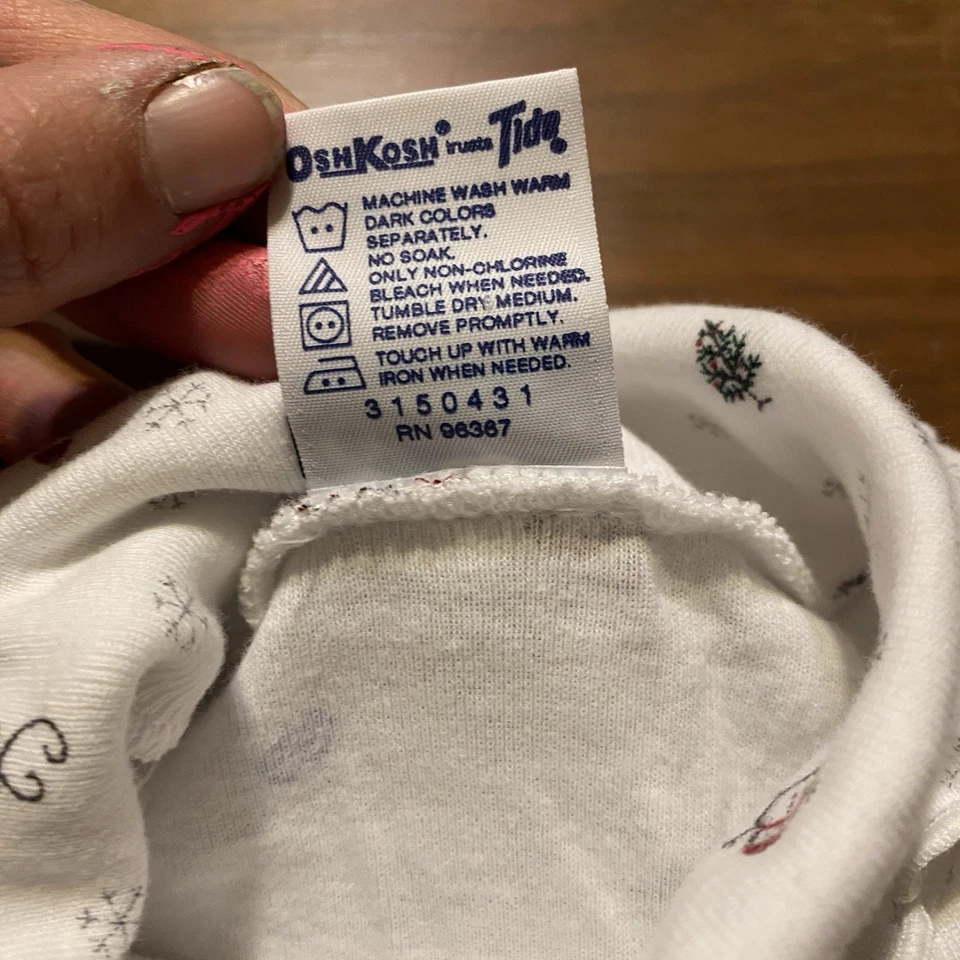 OSHKOSH® trusts Tide.
MACHINE WASH WARM
DARK COLORS
SEPARATELY.
NO SOAK.
ONLY NON-CHLORINE
BLEACH WHEN NEEDED.
TUMBLE DRY MEDIUM.
REMOVE PROMPTLY.
TOUCH UP WITH WARM
IRON WHEN NEEDED.
3150431
RN 96367